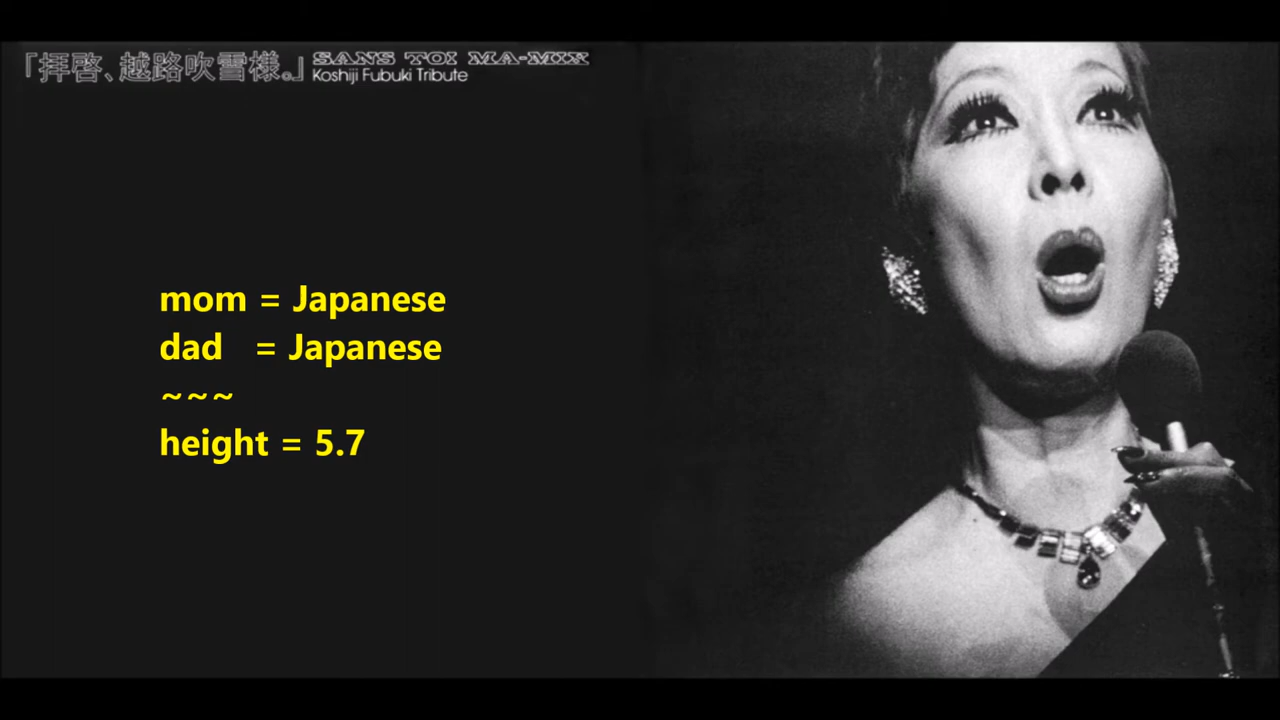 「拝啓、越路吹雪様。」 SANS TOI MA-MIX
Koshiji Fubuki Tribute
mom = Japanese
dad = Japanese
~~~
height = 5.7